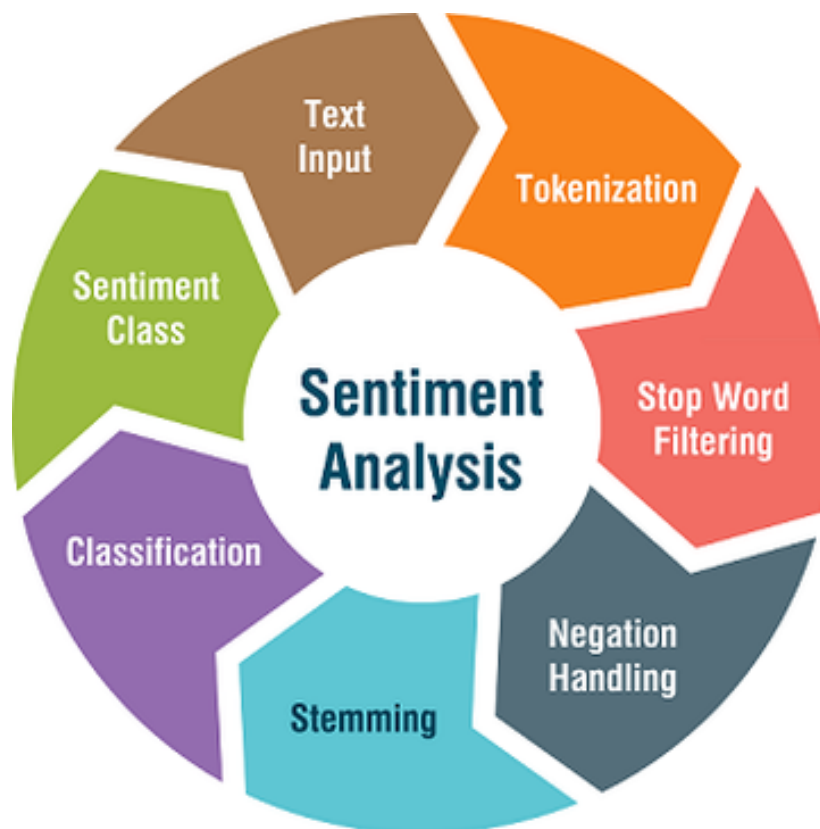 Text
Input
Tokenization
Stop Word
Filtering
Negation
Handling
Stemming
Classification
Sentiment
Class
Sentiment
Analysis